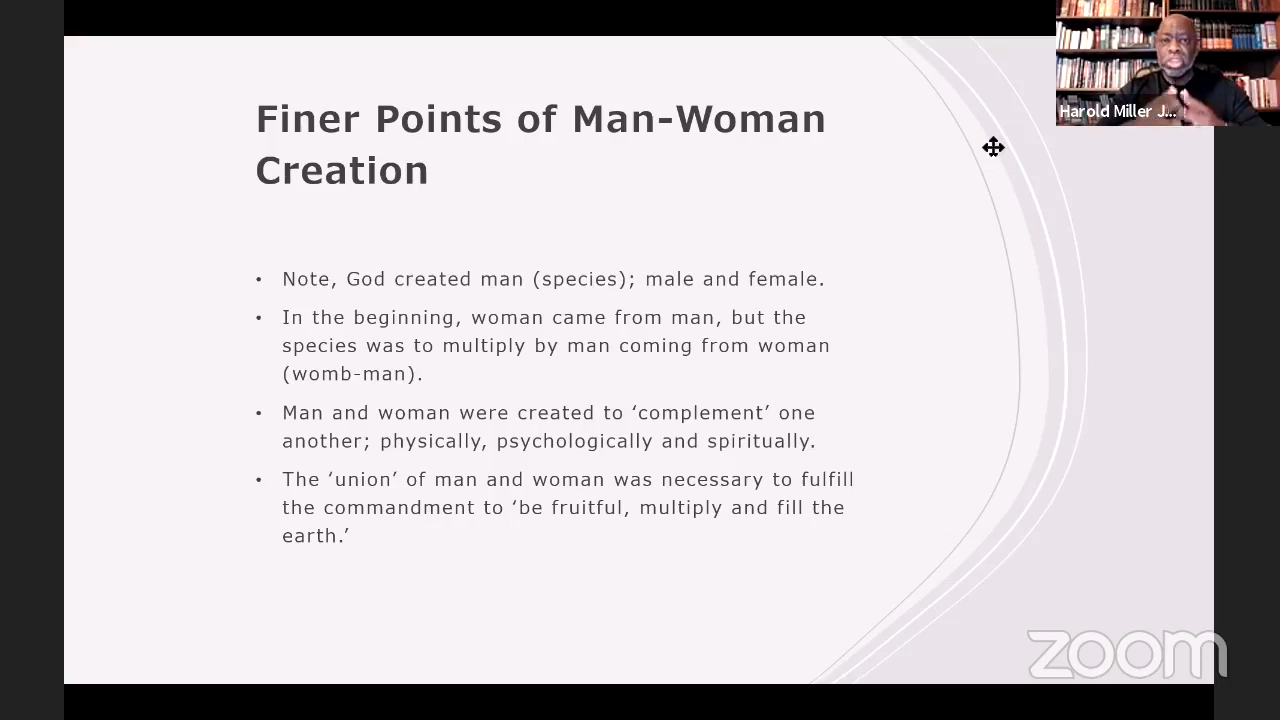 Finer Points of Man-Woman
Creation
• Note, God created man (species); male and female.
• In the beginning, woman came from man, but the
species was to multiply by man coming from woman
(womb-man).
• Man and woman were created to ‘complement’ one
another; physically, psychologically and spiritually.
• The ‘union’ of man and woman was necessary to fulfill
the commandment to ‘be fruitful, multiply and fill the
earth.’
Harold Miller J...
zoom